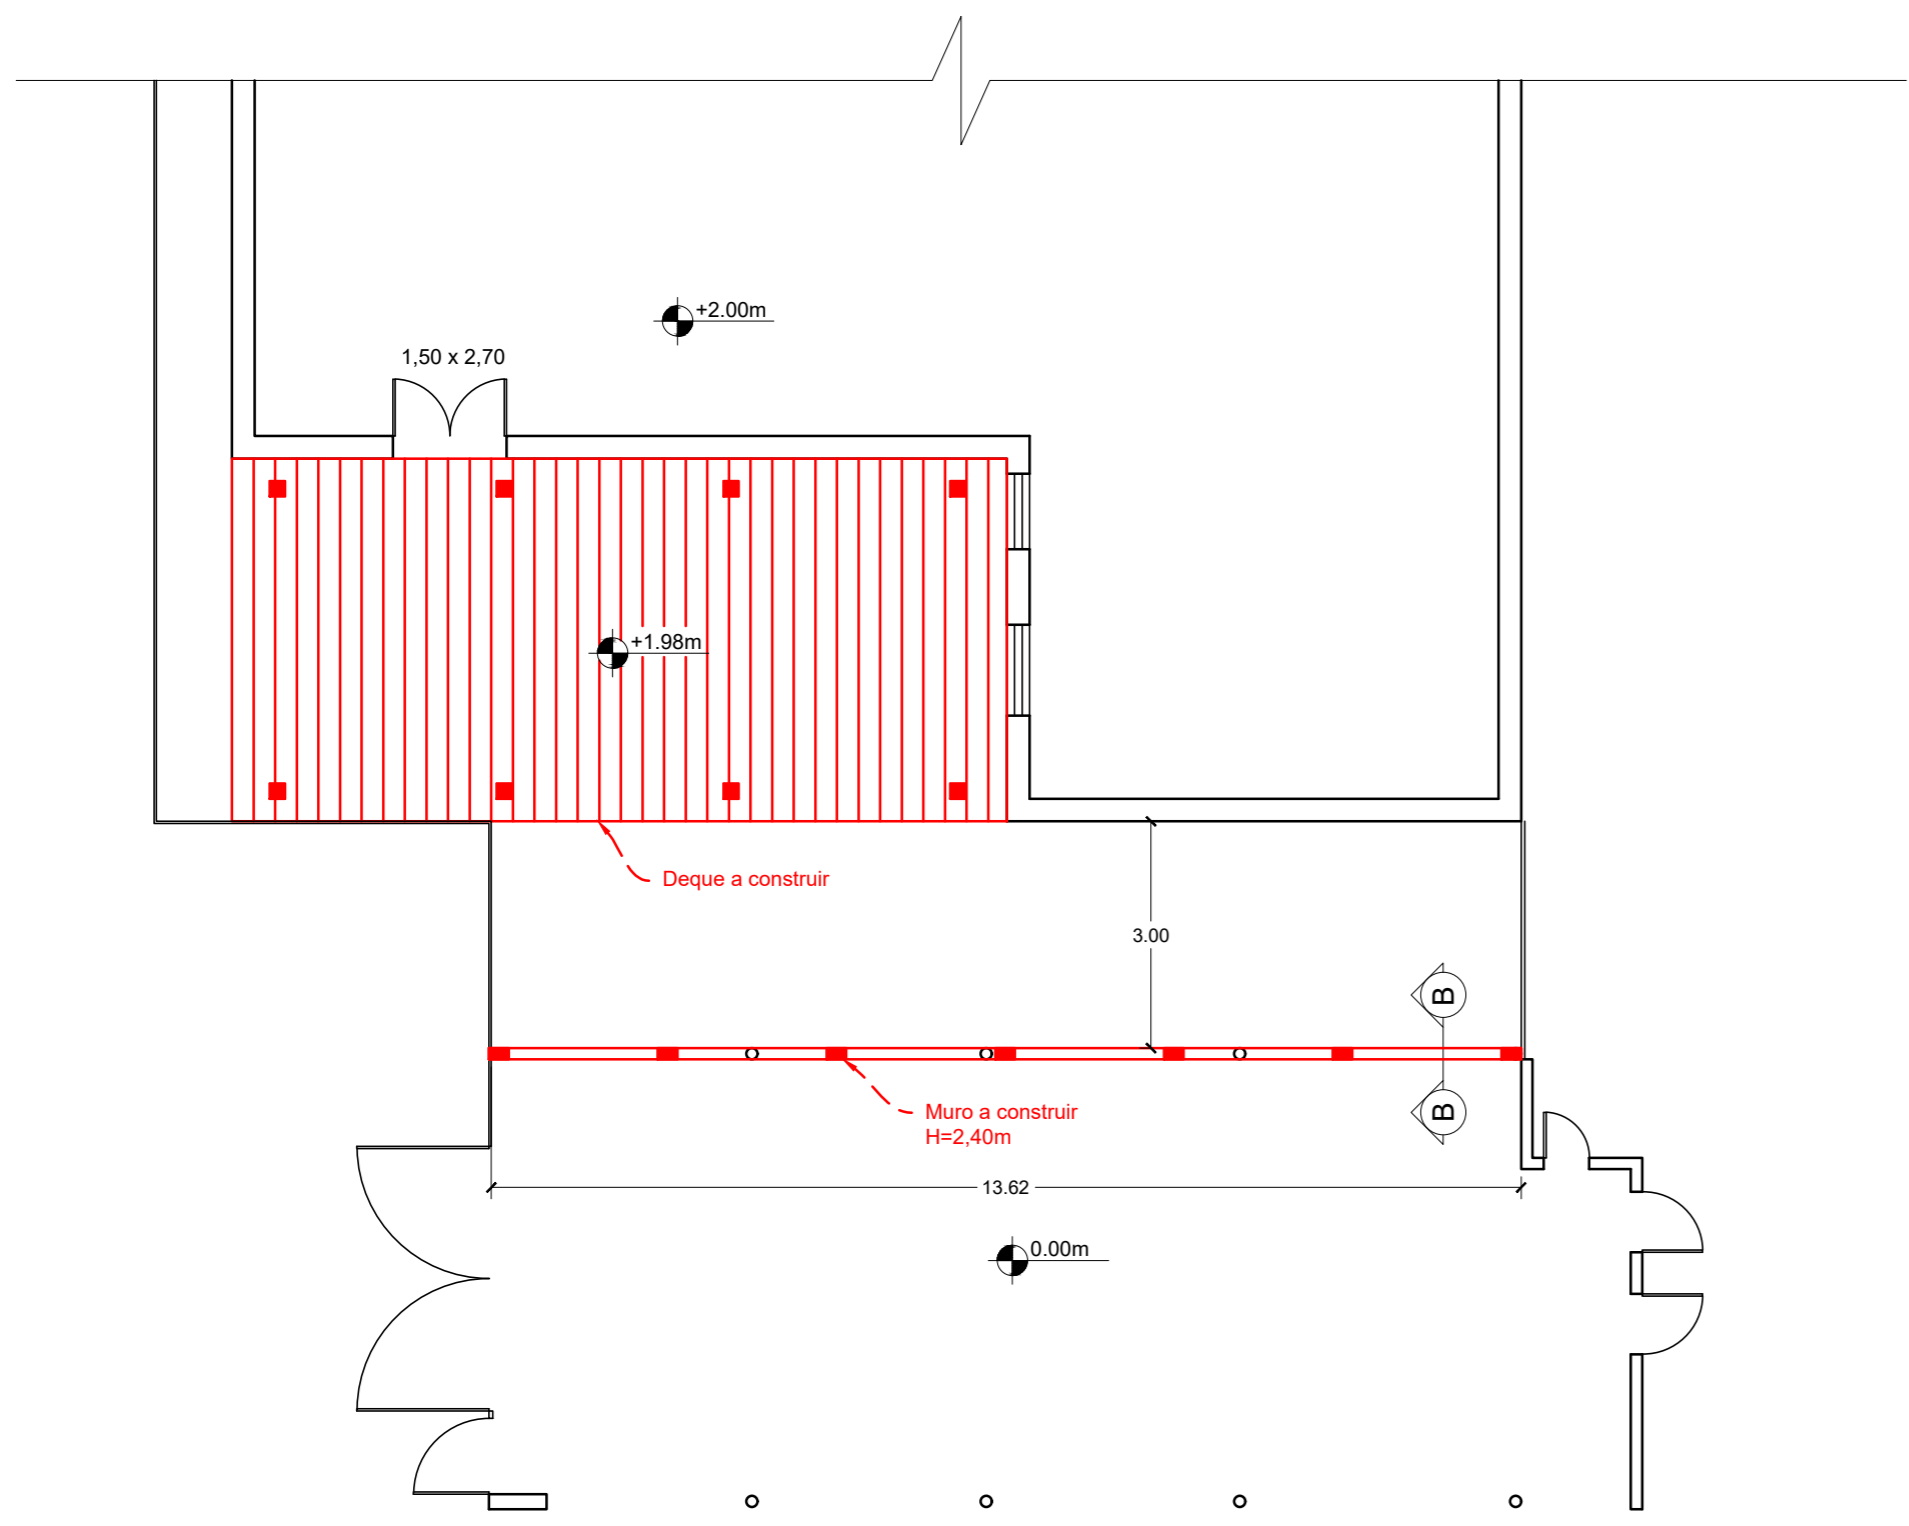 +2.00m
1,50 x 2,70
+1.98m
Deque a construir
3.00
B
B
Muro a construir
H=2,40m
13.62
0.00m